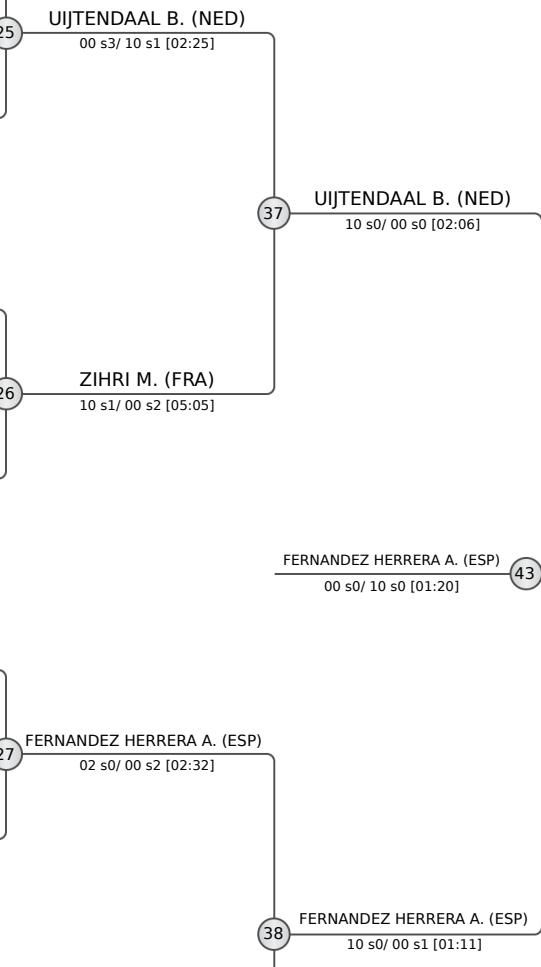 UIJTENDAAL B. (NED)
25
00 s3/ 10 s1 [02:25]
UIJTENDAAL B. (NED)
37
10 s0/ 00 s0 [02:06]
ZIHRI M. (FRA)
26
10 s1/ 00 s2 [05:05]
FERNANDEZ HERRERA A. (ESP)
43
00 s0/ 10 s0 [01:20]
FERNANDEZ HERRERA A. (ESP)
27
02 s0/ 00 s2 [02:32]
FERNANDEZ HERRERA A. (ESP)
38
10 s0/ 00 s1 [01:11]